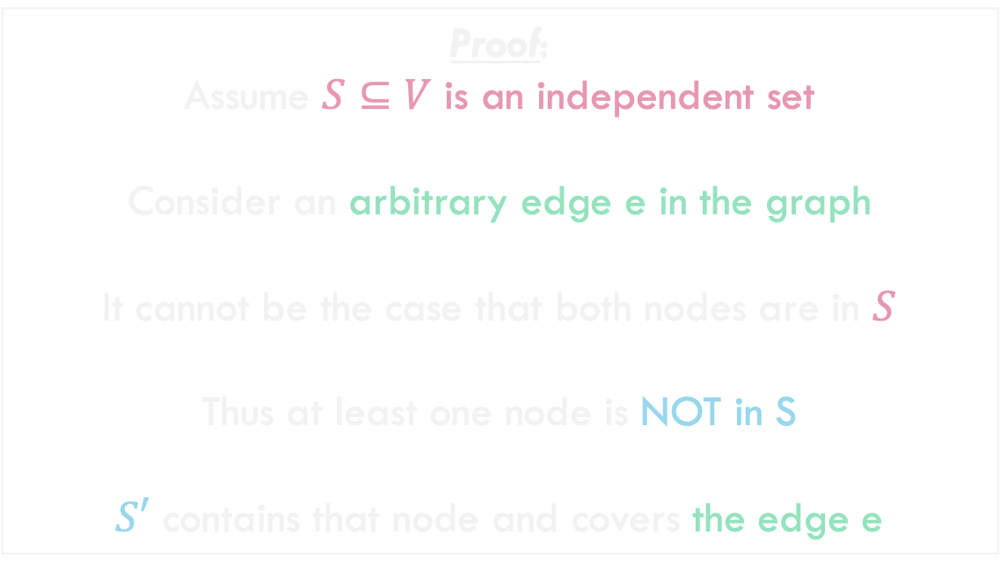 Proof:
Assume S ⊆ V is an independent set
Consider an arbitrary edge e in the graph
It cannot be the case that both nodes are in S
Thus at least one node is NOT in S
S′ contains that node and covers the edge e